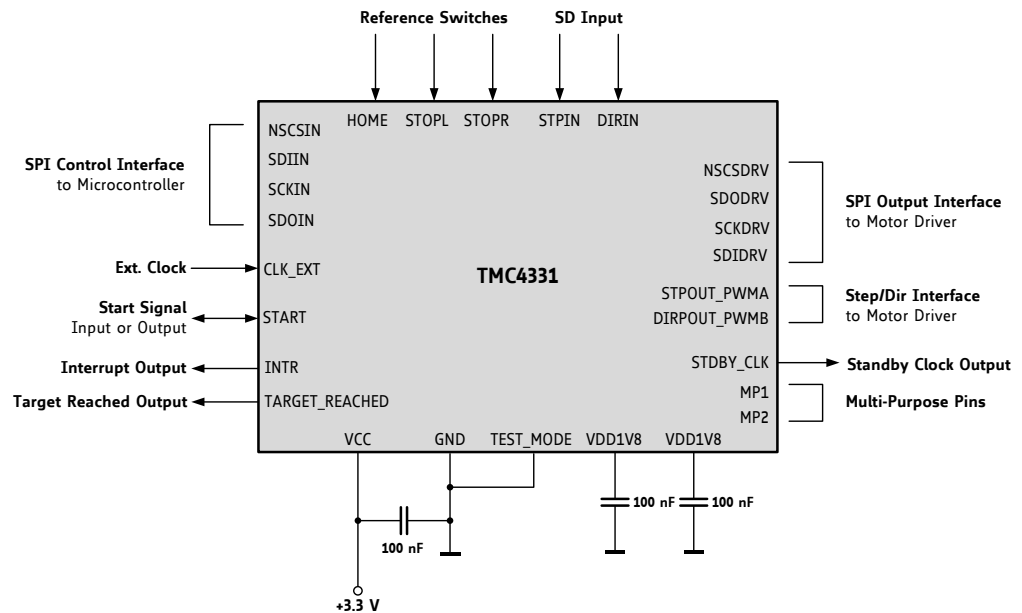 Reference Switches
SD Input
HOME STOPL STOPR STPIN DIRIN
NSCSIN
SDIIN
SCKIN
SDOIN
SPI Control Interface
to Microcontroller
Ext. Clock
CLK_EXT
Start Signal
Input or Output
START
Interrupt Output
INTR
Target Reached Output
TARGET_REACHED
TMC4331
NSCSDRV
SDODRV
SCKDRV
SDIDRV
SPI Output Interface
to Motor Driver
STPOUT_PWMA
DIRPOUT_PWMB
Step/Dir Interface
to Motor Driver
STDBY_CLK
Standby Clock Output
MP1
MP2
Multi-Purpose Pins
VCC GND TEST_MODE VDD1V8 VDD1V8
100 nF
100 nF
100 nF
+3.3 V